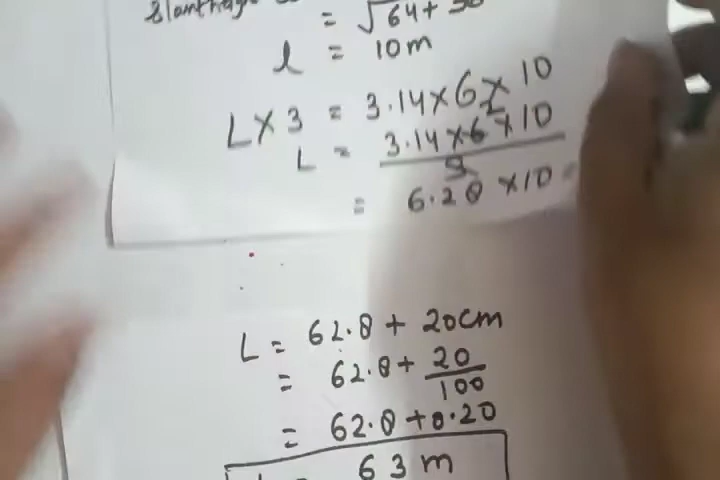 = √64+ 36
l = 10m
L×3 = 3.14×6×10
L = 3.14×6×10 / 3
2
= 6.28 ×10
L = 62.8 + 20cm
= 62.8 + 20/100
= 62.8 + 0.20
63 m